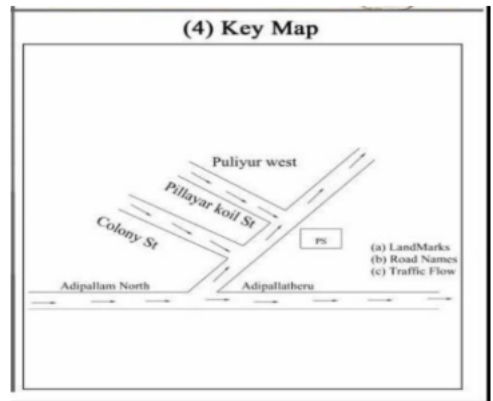 (4) Key Map
Puliyur west
Pillayar koil St
Colony St
PS
(a) LandMarks
(b) Road Names
(c) Traffic Flow
Adipallam North
Adipallatheru